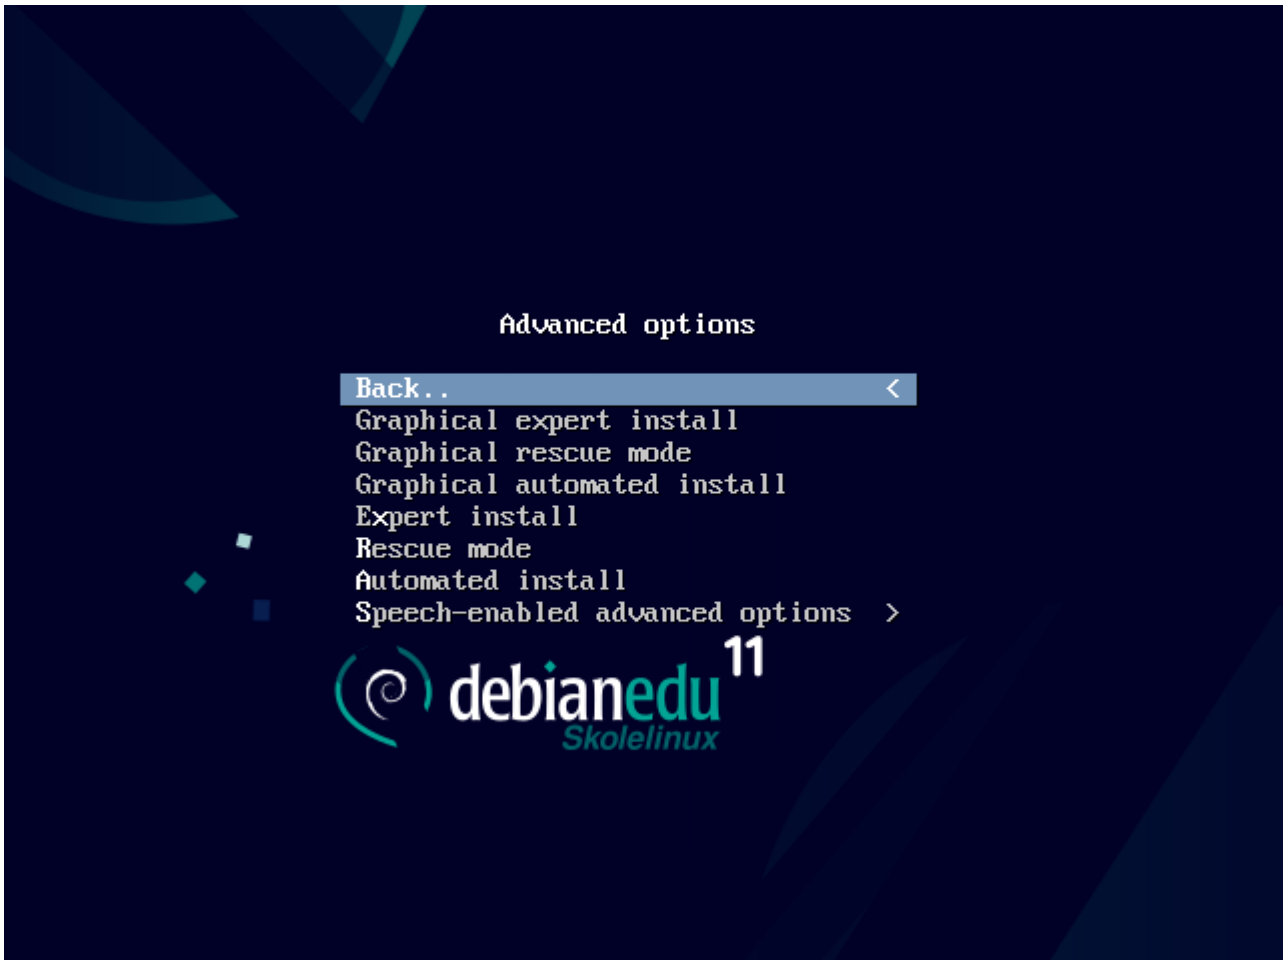 Advanced options
Back.. <
Graphical expert install
Graphical rescue mode
Graphical automated install
Expert install
Rescue mode
Automated install
Speech-enabled advanced options >
debianedu 11
Skolelinux